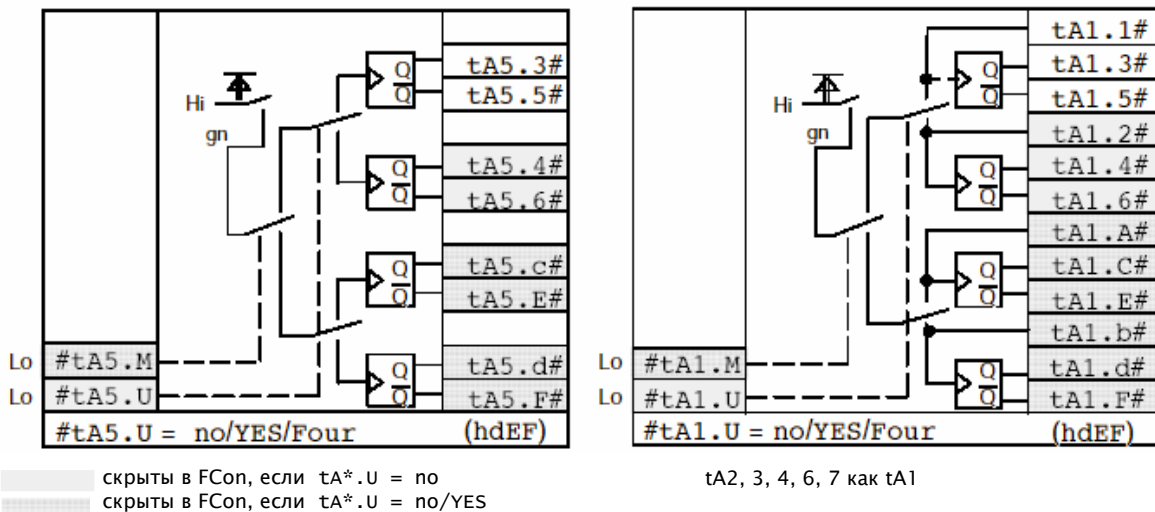 tA5.3#
tA5.5#
tA5.4#
tA5.6#
tA5.c#
tA5.E#
tA5.d#
tA5.F#
Q
Q
Q
Q
Q
Q
Q
Q
Hi
gn
Lo #tA5.M
Lo #tA5.U
#tA5.U = no/YES/Four (hdEF)
tA1.1#
tA1.3#
tA1.5#
tA1.2#
tA1.4#
tA1.6#
tA1.A#
tA1.C#
tA1.E#
tA1.b#
tA1.d#
tA1.F#
Q
Q
Q
Q
Q
Q
Q
Q
Hi
gn
Lo #tA1.M
Lo #tA1.U
#tA1.U = no/YES/Four (hdEF)
скрыты в FCon, если tA*.U = no
скрыты в FCon, если tA*.U = no/YES
tA2, 3, 4, 6, 7 как tA1